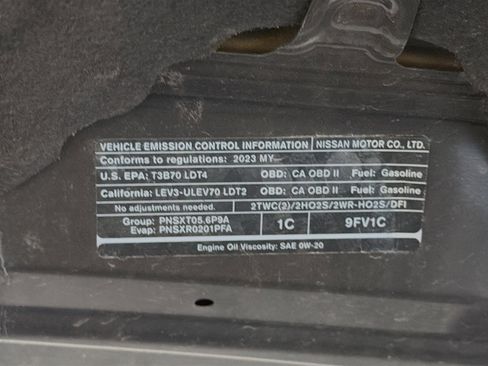 VEHICLE EMISSION CONTROL INFORMATION NISSAN MOTOR CO., LTD.
Conforms to regulations: 2023 MY
U.S. EPA: T3B70 LDT4 OBD: CA OBD II Fuel: Gasoline
California: LEV3-ULEV70 LDT2 OBD: CA OBD II Fuel: Gasoline
No adjustments needed. 2TWC(2)/2HO2S/2WR-HO2S/DFI
Group: PNSXT05.6P9A
Evap: PNSXR0201PFA
1C 9FV1C
Engine Oil Viscosity: SAE 0W-20